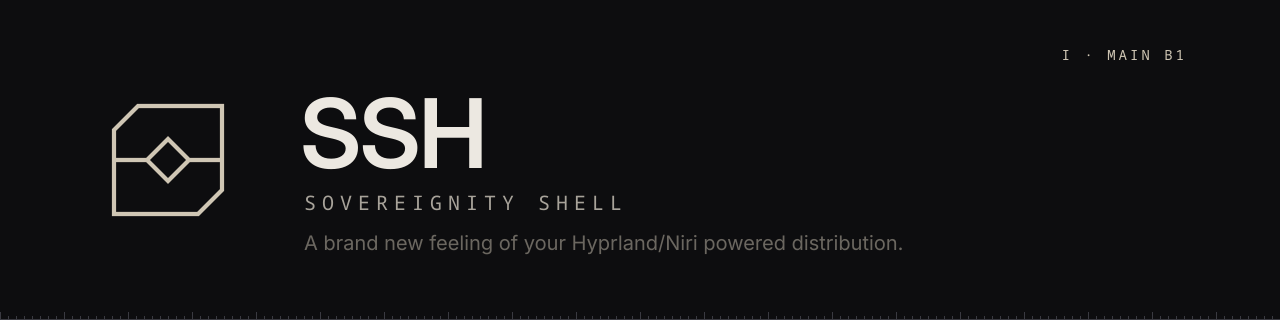 I · MAIN B1
SSH
SOVEREIGNITY SHELL
A brand new feeling of your Hyprland/Niri powered distribution.